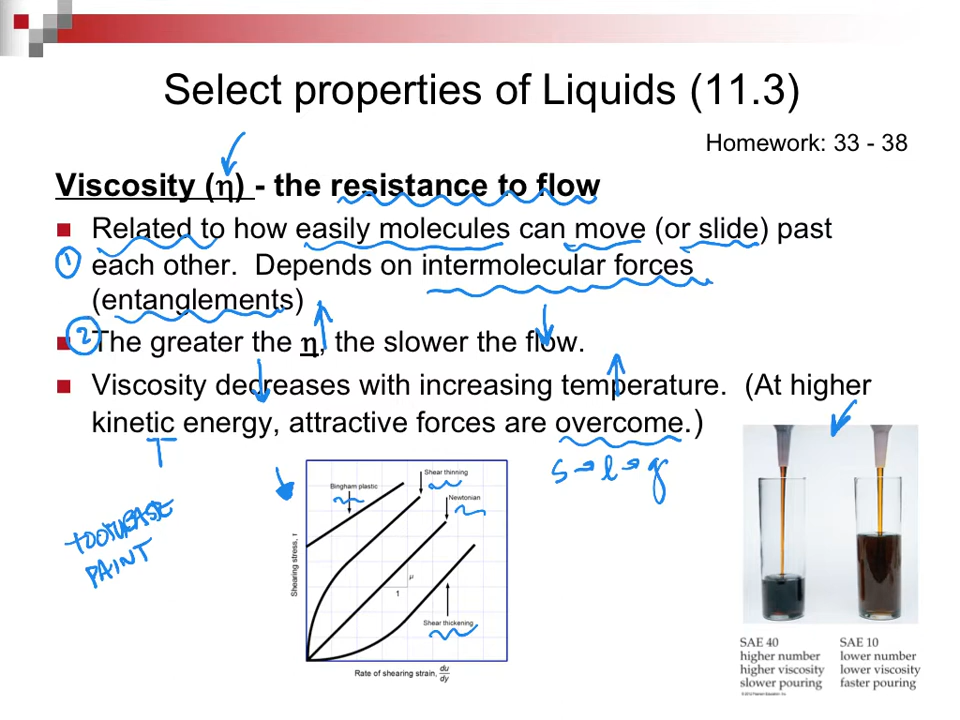 Select properties of Liquids (11.3)
Homework: 33 - 38
Viscosity (η) - the resistance to flow
Related to how easily molecules can move (or slide) past
① each other. Depends on intermolecular forces
(entanglements)
② The greater the η, the slower the flow.
Viscosity decreases with increasing temperature. (At higher
kinetic energy, attractive forces are overcome.)
T
s → l → g
TOOTHPASTE
PAINT
Shear thinning
Bingham plastic
Newtonian
Shearing stress, τ
μ
1
Shear thickening
Rate of shearing strain, du/dy
SAE 40
higher number
higher viscosity
slower pouring
SAE 10
lower number
lower viscosity
faster pouring